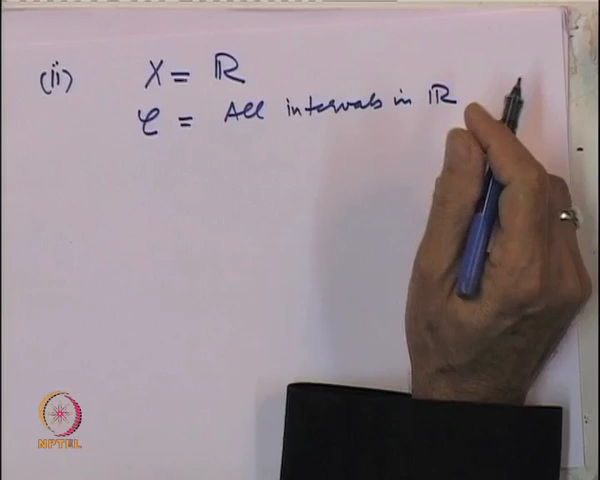 (ii) X = ℝ
𝒞 = All intervals in ℝ
NPTEL